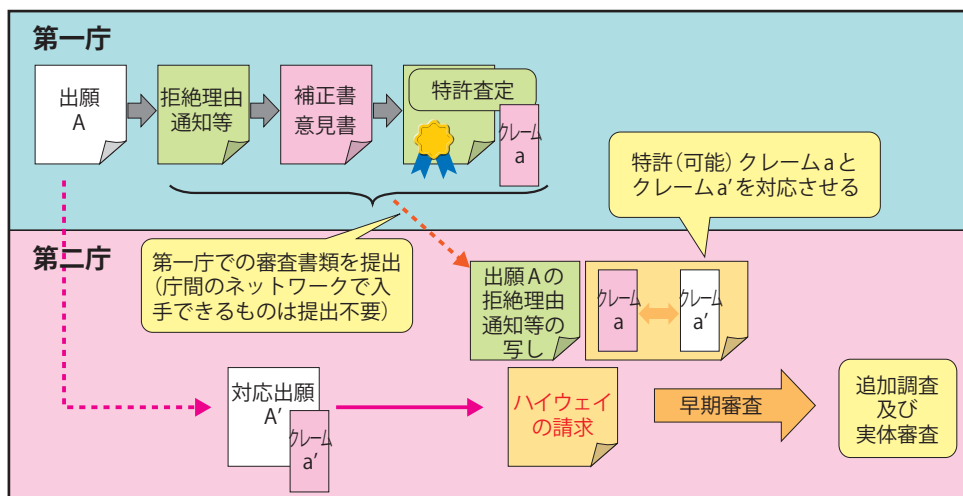 第一庁
出願
A
拒絶理由
通知等
補正書
意見書
特許査定
クレーム
a
特許（可能）クレームaと
クレームa′を対応させる
第二庁
第一庁での審査書類を提出
（庁間のネットワークで入
手できるものは提出不要）
出願Aの
拒絶理由
通知等の
写し
クレーム
a
クレーム
a′
対応出願
A′
クレーム
a′
ハイウェイ
の請求
早期審査
追加調査
及び
実体審査